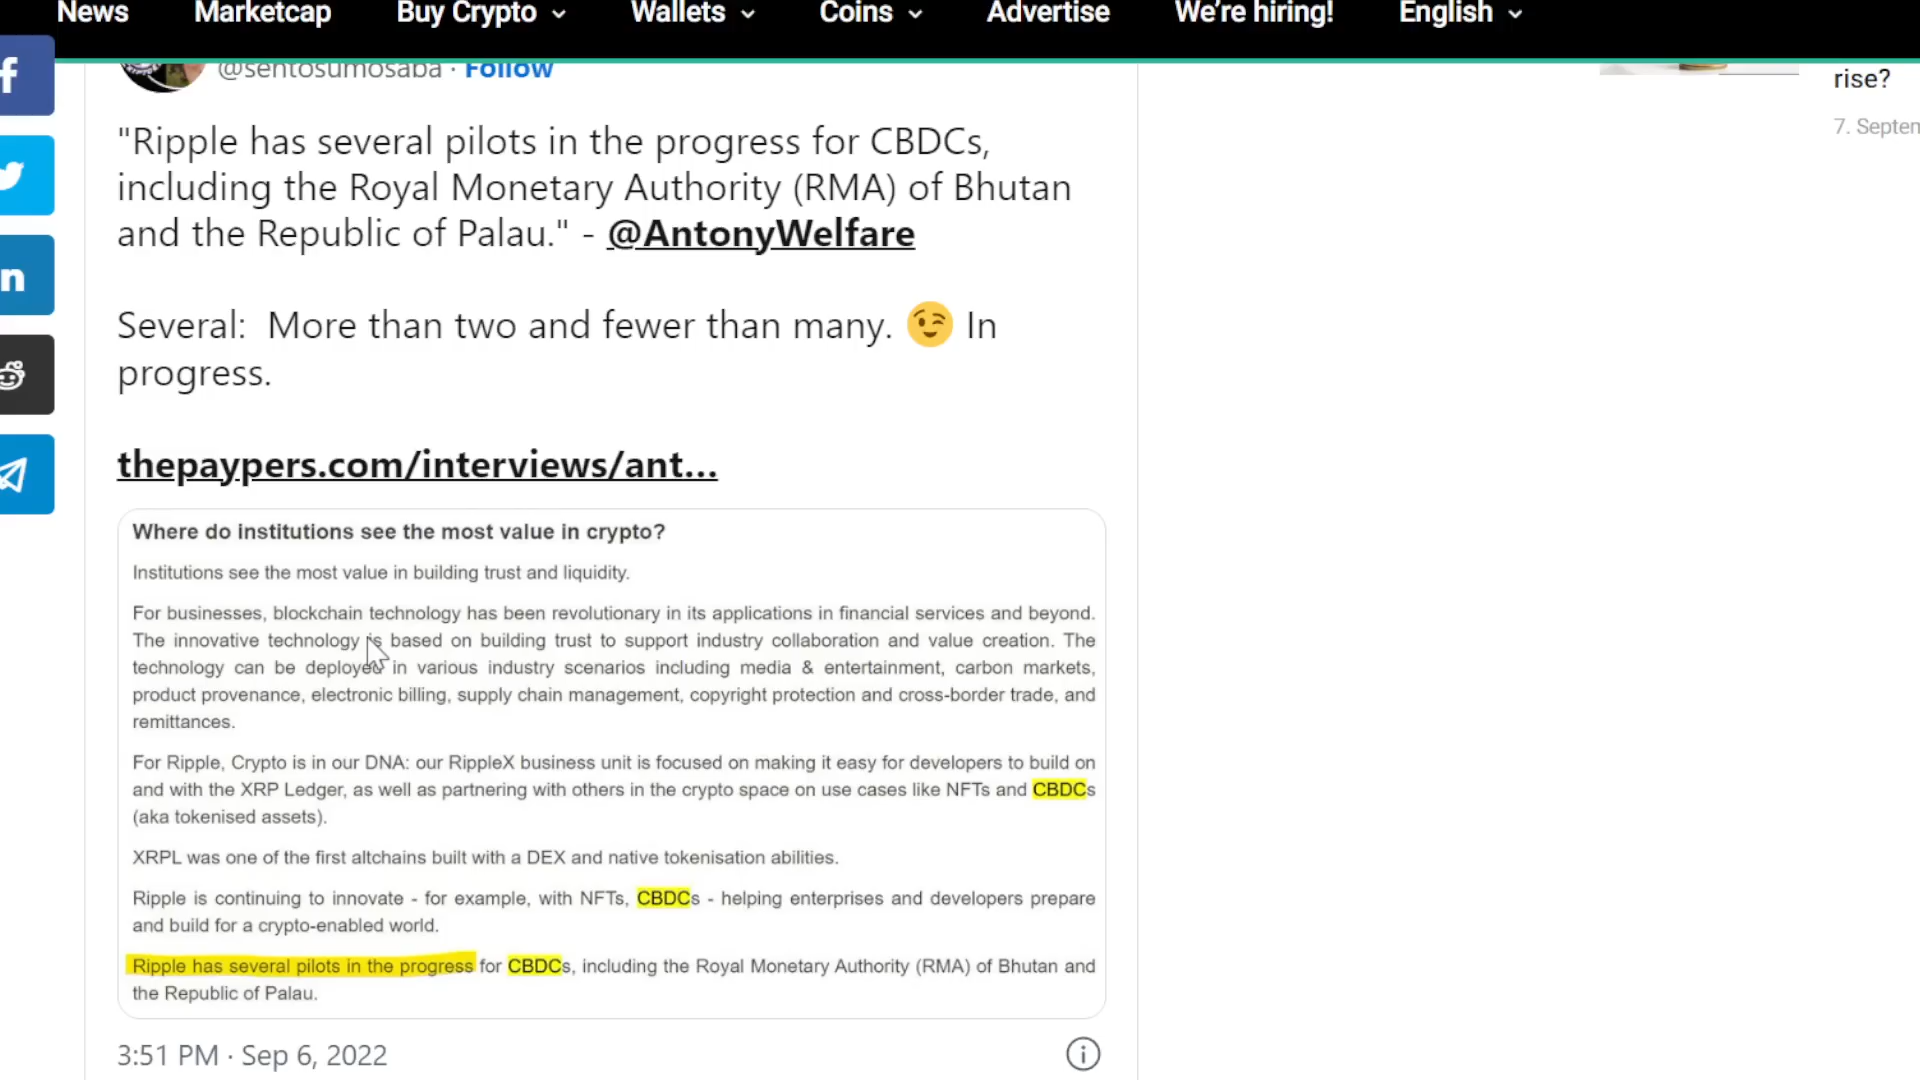 News Marketcap Buy Crypto Wallets Coins Advertise We're hiring! English
@sentosumosaba · Follow
"Ripple has several pilots in the progress for CBDCs,
including the Royal Monetary Authority (RMA) of Bhutan
and the Republic of Palau." - @AntonyWelfare
Several:  More than two and fewer than many. 😉 In
progress.
thepaypers.com/interviews/ant...
Where do institutions see the most value in crypto?
Institutions see the most value in building trust and liquidity.
For businesses, blockchain technology has been revolutionary in its applications in financial services and beyond.
The innovative technology is based on building trust to support industry collaboration and value creation. The
technology can be deployed in various industry scenarios including media & entertainment, carbon markets,
product provenance, electronic billing, supply chain management, copyright protection and cross-border trade, and
remittances.
For Ripple, Crypto is in our DNA: our RippleX business unit is focused on making it easy for developers to build on
and with the XRP Ledger, as well as partnering with others in the crypto space on use cases like NFTs and CBDCs
(aka tokenised assets).
XRPL was one of the first altchains built with a DEX and native tokenisation abilities.
Ripple is continuing to innovate - for example, with NFTs, CBDCs - helping enterprises and developers prepare
and build for a crypto-enabled world.
Ripple has several pilots in the progress for CBDCs, including the Royal Monetary Authority (RMA) of Bhutan and
the Republic of Palau.
3:51 PM · Sep 6, 2022
rise?
7. Septem